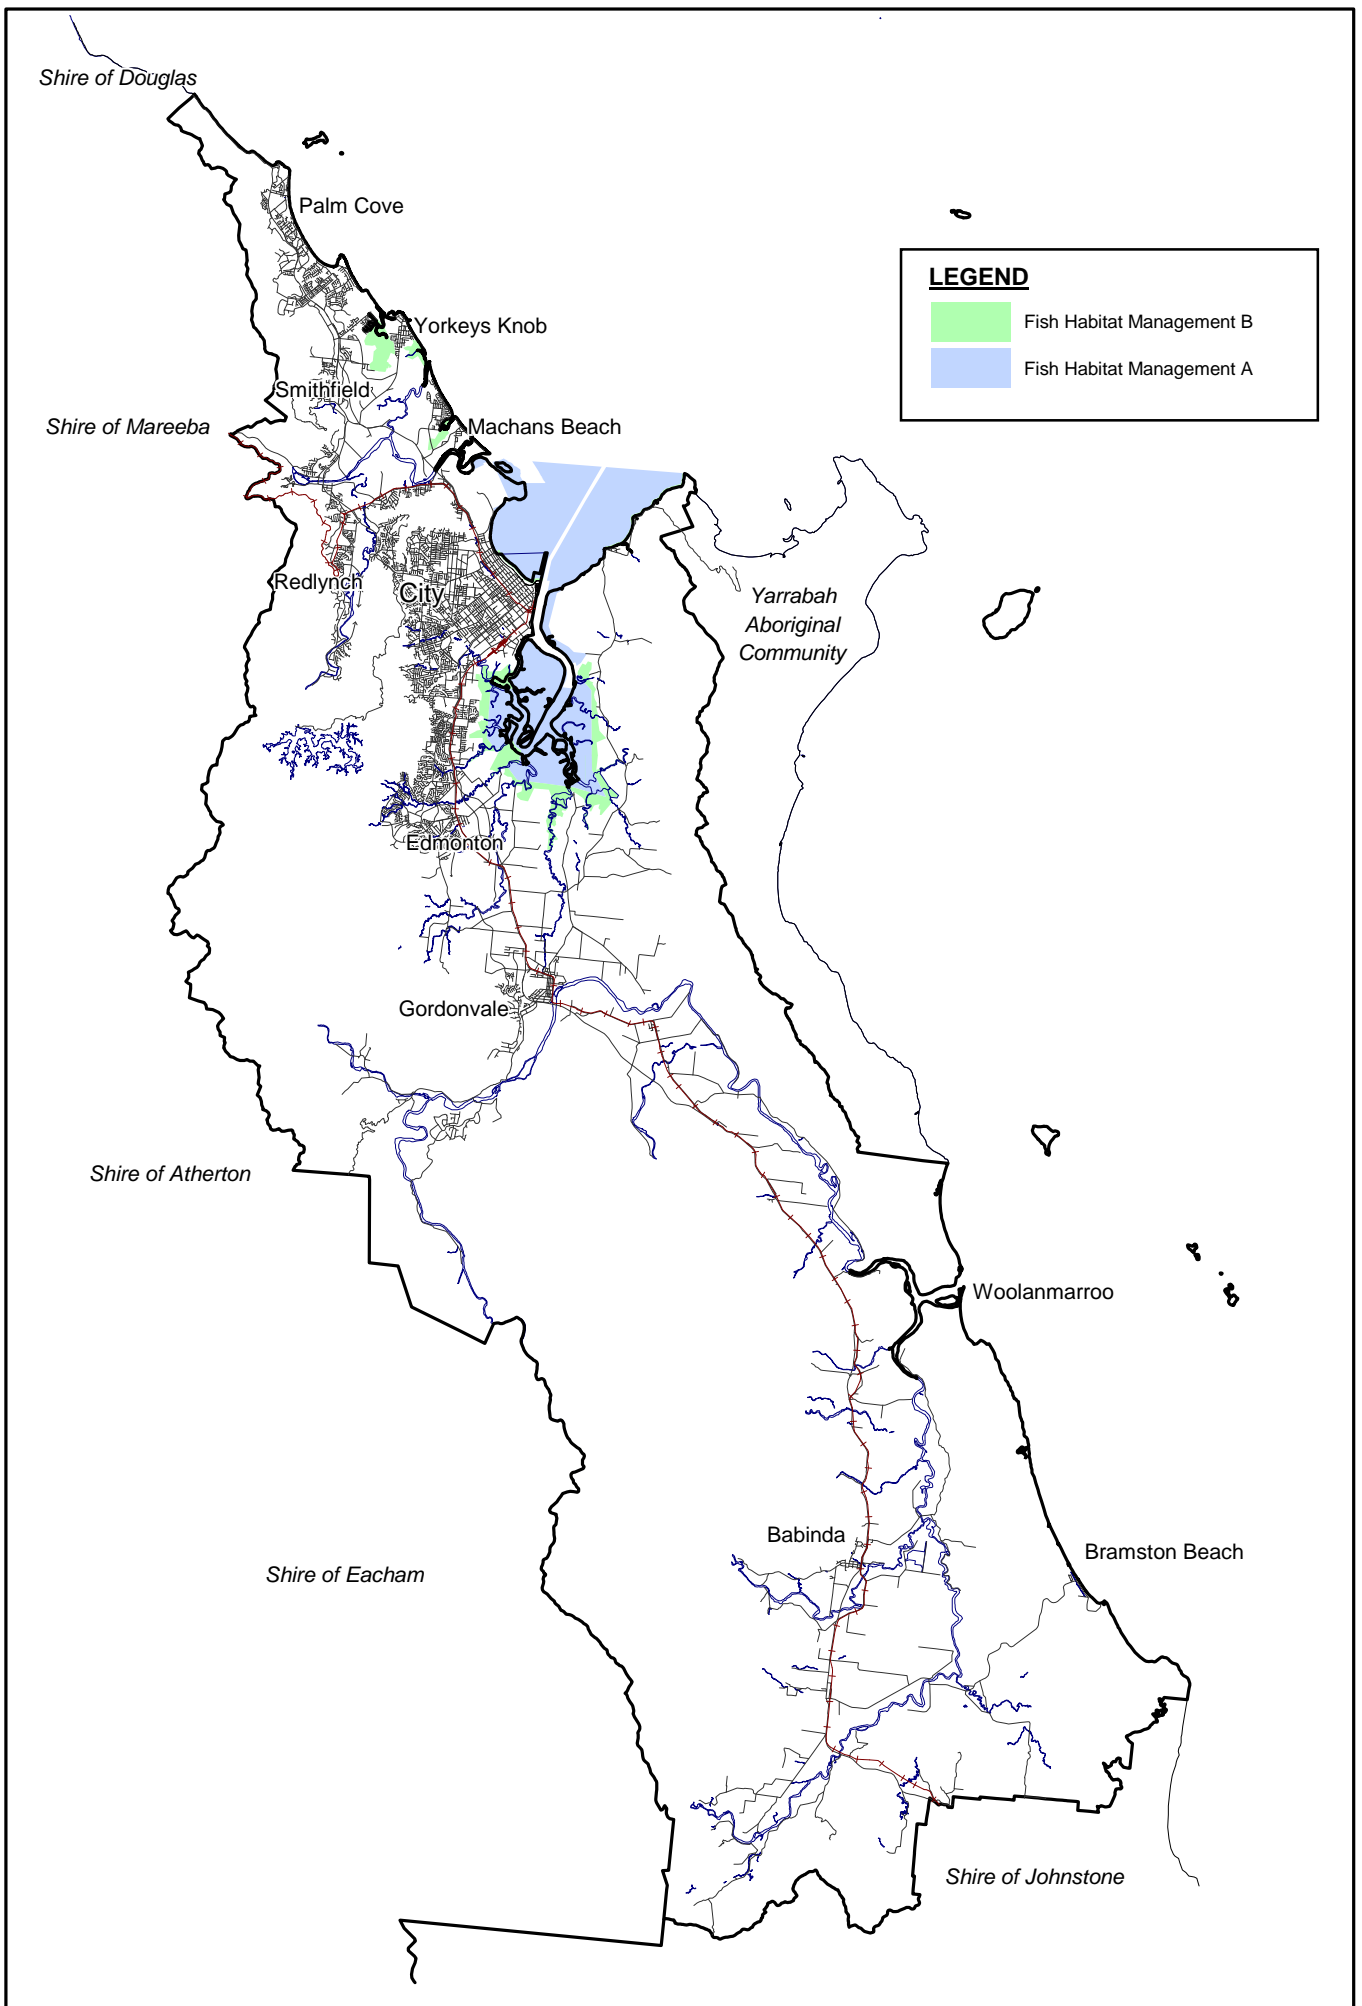 Shire of Douglas
Palm Cove
LEGEND
Fish Habitat Management B
Fish Habitat Management A
Yorkeys Knob
Smithfield
Shire of Mareeba
Machans Beach
Redlynch
City
Yarrabah
Aboriginal
Community
Edmonton
Gordonvale
Shire of Atherton
Woolanmarroo
Babinda
Bramston Beach
Shire of Eacham
Shire of Johnstone